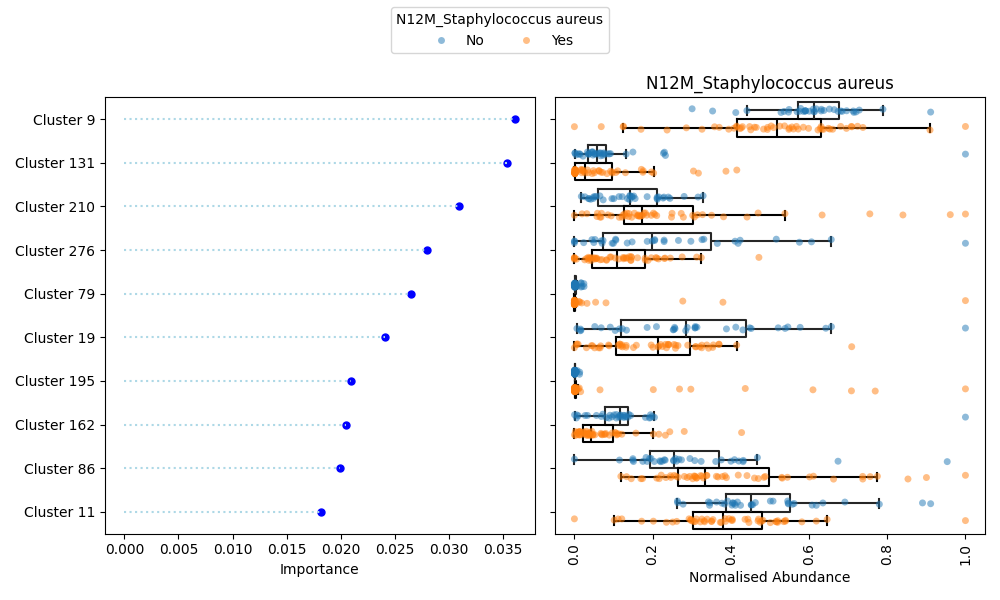 N12M_Staphylococcus aureus
No Yes
N12M_Staphylococcus aureus
Cluster 9
Cluster 131
Cluster 210
Cluster 276
Cluster 79
Cluster 19
Cluster 195
Cluster 162
Cluster 86
Cluster 11
0.000 0.005 0.010 0.015 0.020 0.025 0.030 0.035
Importance
0.0 0.2 0.4 0.6 0.8 1.0
Normalised Abundance